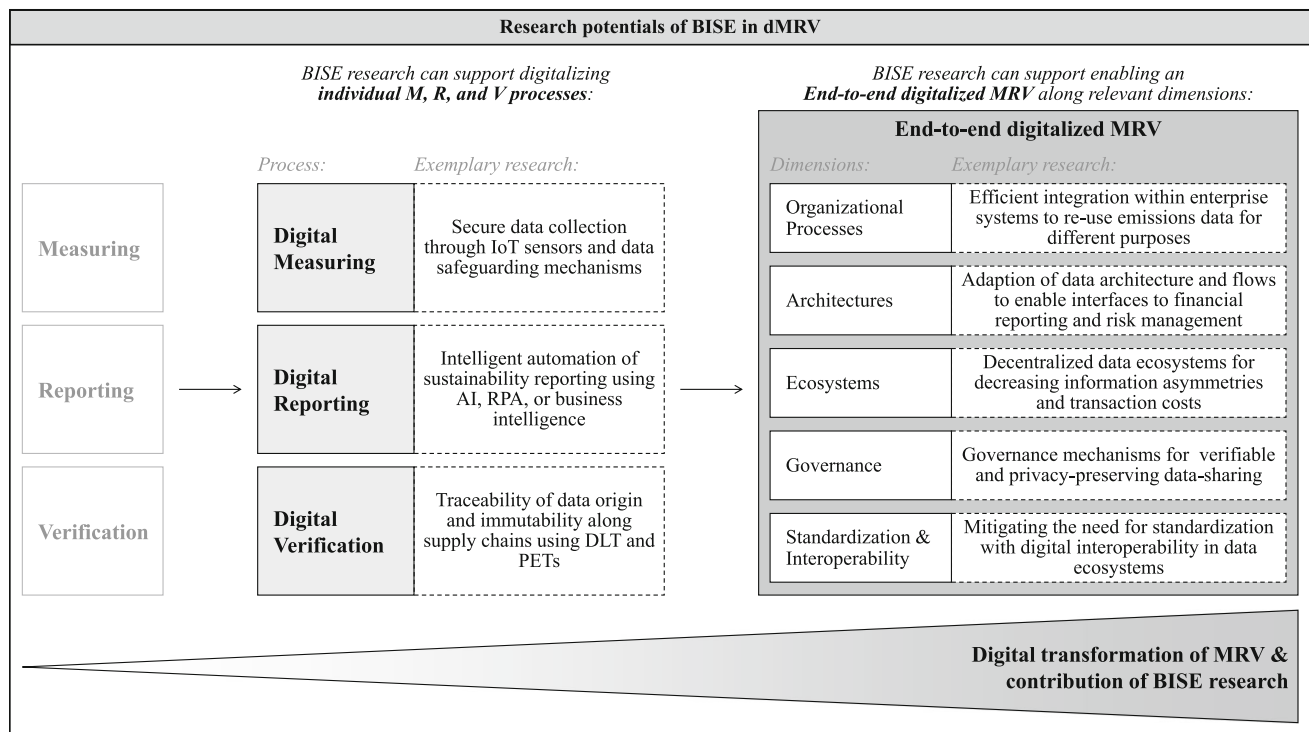 Research potentials of BISE in dMRV
BISE research can support digitalizing
individual M, R, and V processes:
BISE research can support enabling an
End-to-end digitalized MRV along relevant dimensions:
Measuring
Reporting
Verification
Process:
Exemplary research:
Digital
Measuring
Secure data collection
through IoT sensors and data
safeguarding mechanisms
Digital
Reporting
Intelligent automation of
sustainability reporting using
AI, RPA, or business
intelligence
Digital
Verification
Traceability of data origin
and immutability along
supply chains using DLT and
PETs
End-to-end digitalized MRV
Dimensions:
Exemplary research:
Organizational
Processes
Efficient integration within enterprise
systems to re-use emissions data for
different purposes
Architectures
Adaption of data architecture and flows
to enable interfaces to financial
reporting and risk management
Ecosystems
Decentralized data ecosystems for
decreasing information asymmetries
and transaction costs
Governance
Governance mechanisms for verifiable
and privacy-preserving data-sharing
Standardization &
Interoperability
Mitigating the need for standardization
with digital interoperability in data
ecosystems
Digital transformation of MRV &
contribution of BISE research